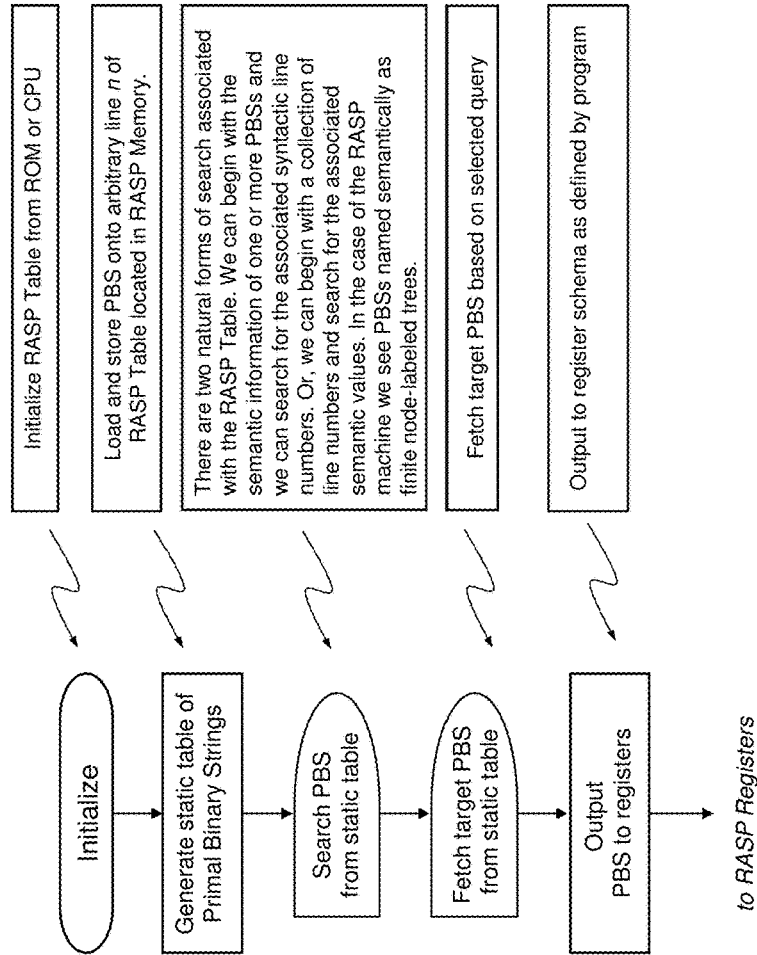 Initialize
Generate static table of
Primal Binary Strings
Search PBS
from static table
Fetch target PBS
from static table
Output
PBS to registers
to RASP Registers
Initialize RASP Table from ROM or CPU
Load and store PBS onto arbitrary line n of
RASP Table located in RASP Memory.
There are two natural forms of search associated
with the RASP Table. We can begin with the
semantic information of one or more PBSs and
we can search for the associated syntactic line
numbers. Or, we can begin with a collection of
line numbers and search for the associated
semantic values. In the case of the RASP
machine we see PBSs named semantically as
finite node-labeled trees.
Fetch target PBS based on selected query
Output to register schema as defined by program